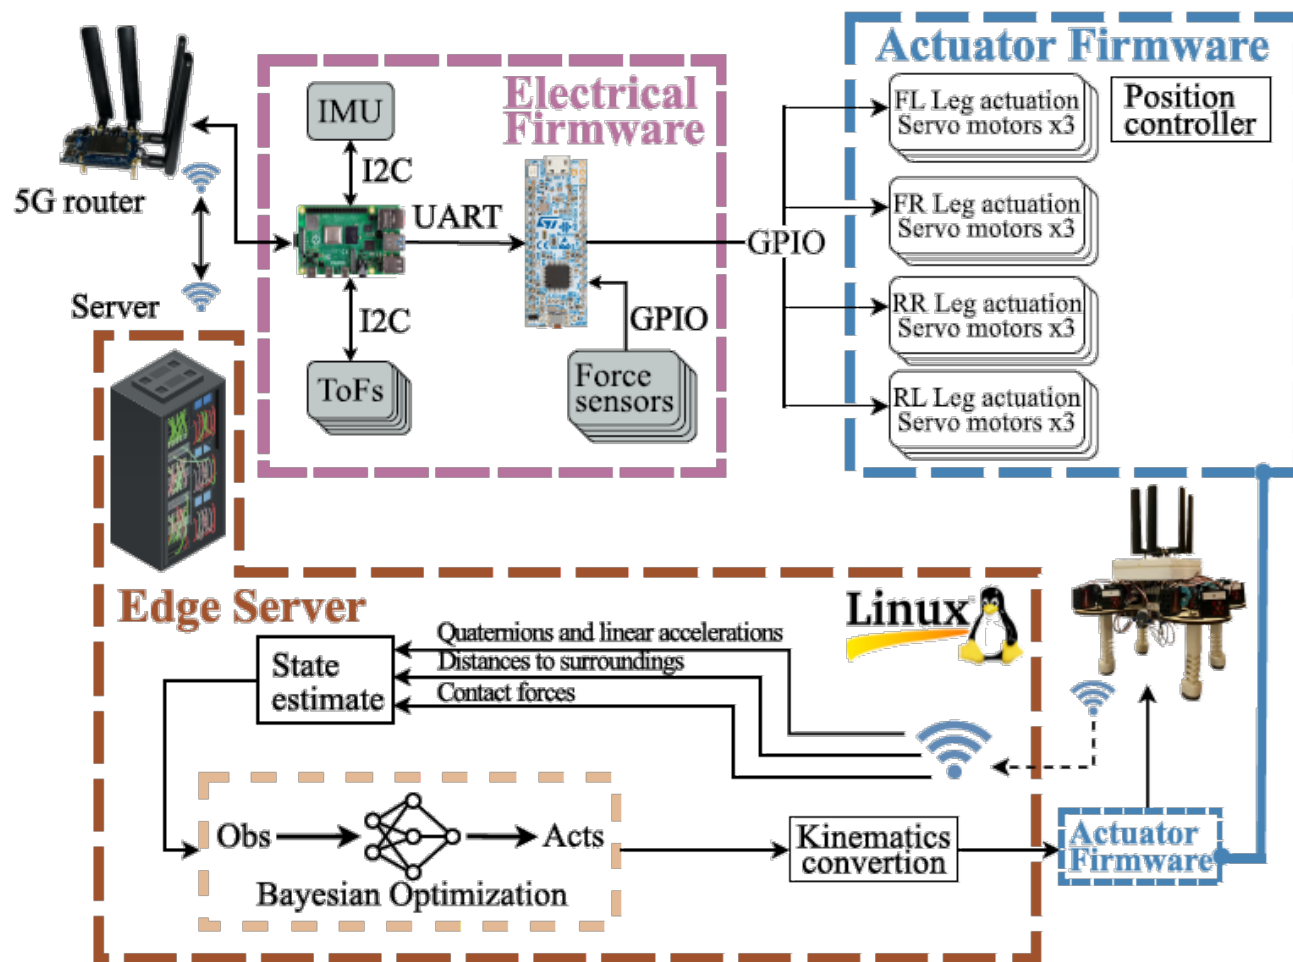 Actuator Firmware
Electrical
Firmware
IMU
FL Leg actuation
Servo motors x3
Position
controller
I2C
5G router
UART
FR Leg actuation
Servo motors x3
GPIO
Server
I2C
GPIO
RR Leg actuation
Servo motors x3
ToFs
Force
sensors
RL Leg actuation
Servo motors x3
Edge Server
Linux
Quaternions and linear accelerations
Distances to surroundings
Contact forces
State
estimate
Obs
Acts
Bayesian Optimization
Kinematics
convertion
Actuator
Firmware